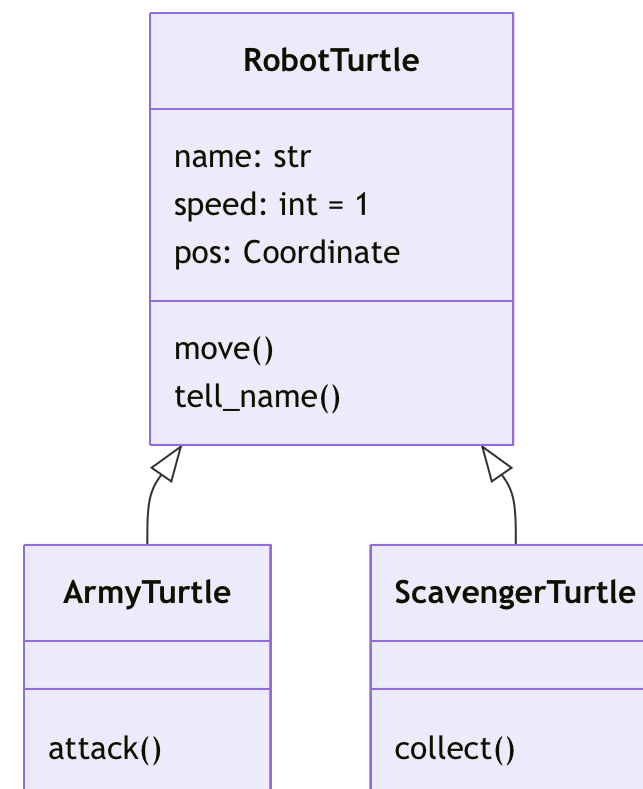 RobotTurtle
name: str
speed: int = 1
pos: Coordinate
move()
tell_name()
ArmyTurtle
attack()
ScavengerTurtle
collect()